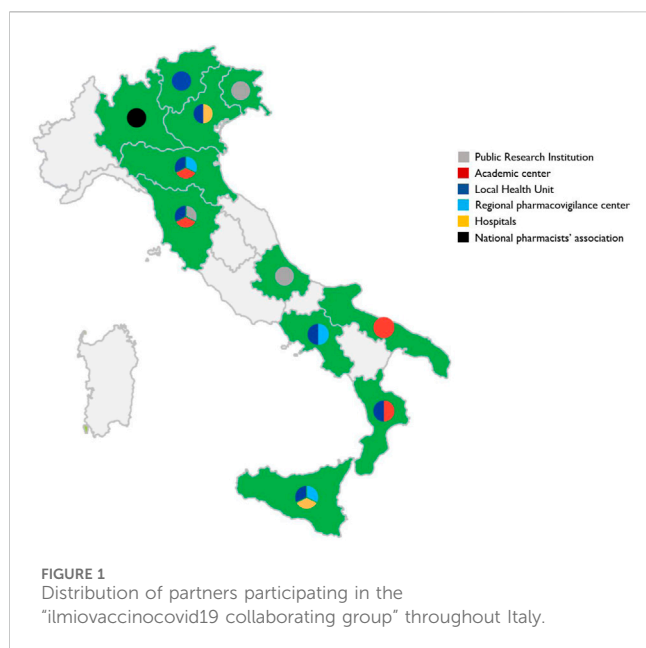 Public Research Institution
Academic center
Local Health Unit
Regional pharmacovigilance center
Hospitals
National pharmacists' association
FIGURE 1
Distribution of partners participating in the
"ilmiovaccinocovid19 collaborating group" throughout Italy.